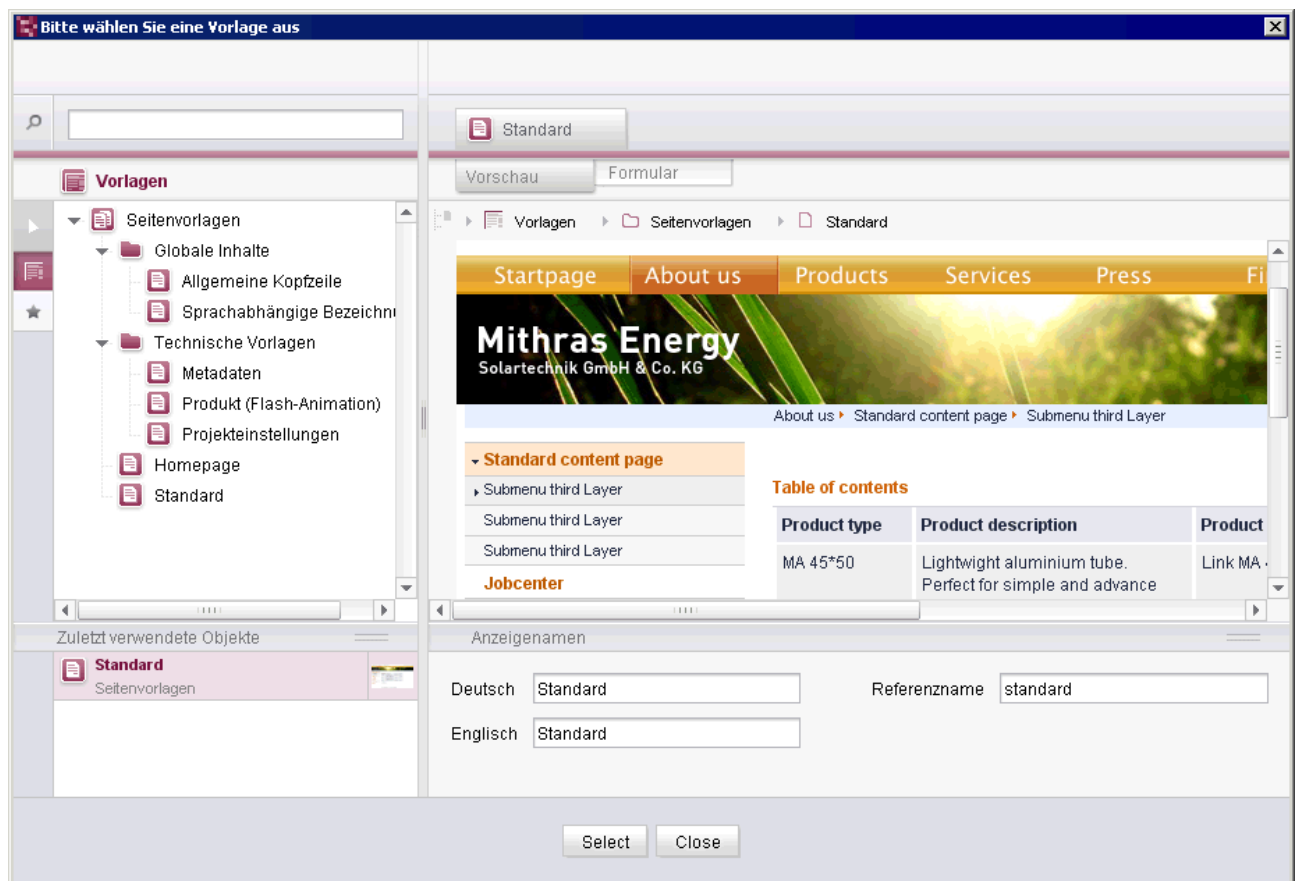 Bitte wählen Sie eine Vorlage aus
Standard
Vorlagen
Seitenvorlagen
Globale Inhalte
Allgemeine Kopfzeile
Sprachabhängige Bezeichn
Technische Vorlagen
Metadaten
Produkt (Flash-Animation)
Projekteinstellungen
Homepage
Standard
Zuletzt verwendete Objekte
Standard
Seitenvorlagen
Vorschau
Formular
Vorlagen Seitenvorlagen Standard
Startpage About us Products Services Press Fi
Mithras Energy
Solartechnik GmbH & Co. KG
About us Standard content page Submenu third Layer
Standard content page
Submenu third Layer
Submenu third Layer
Submenu third Layer
Jobcenter
Table of contents
Product type Product description Product
MA 45*50 Lightwight aluminium tube. Link MA
Perfect for simple and advance
Anzeigenamen
Deutsch Standard Referenzname standard
Englisch Standard
Select Close